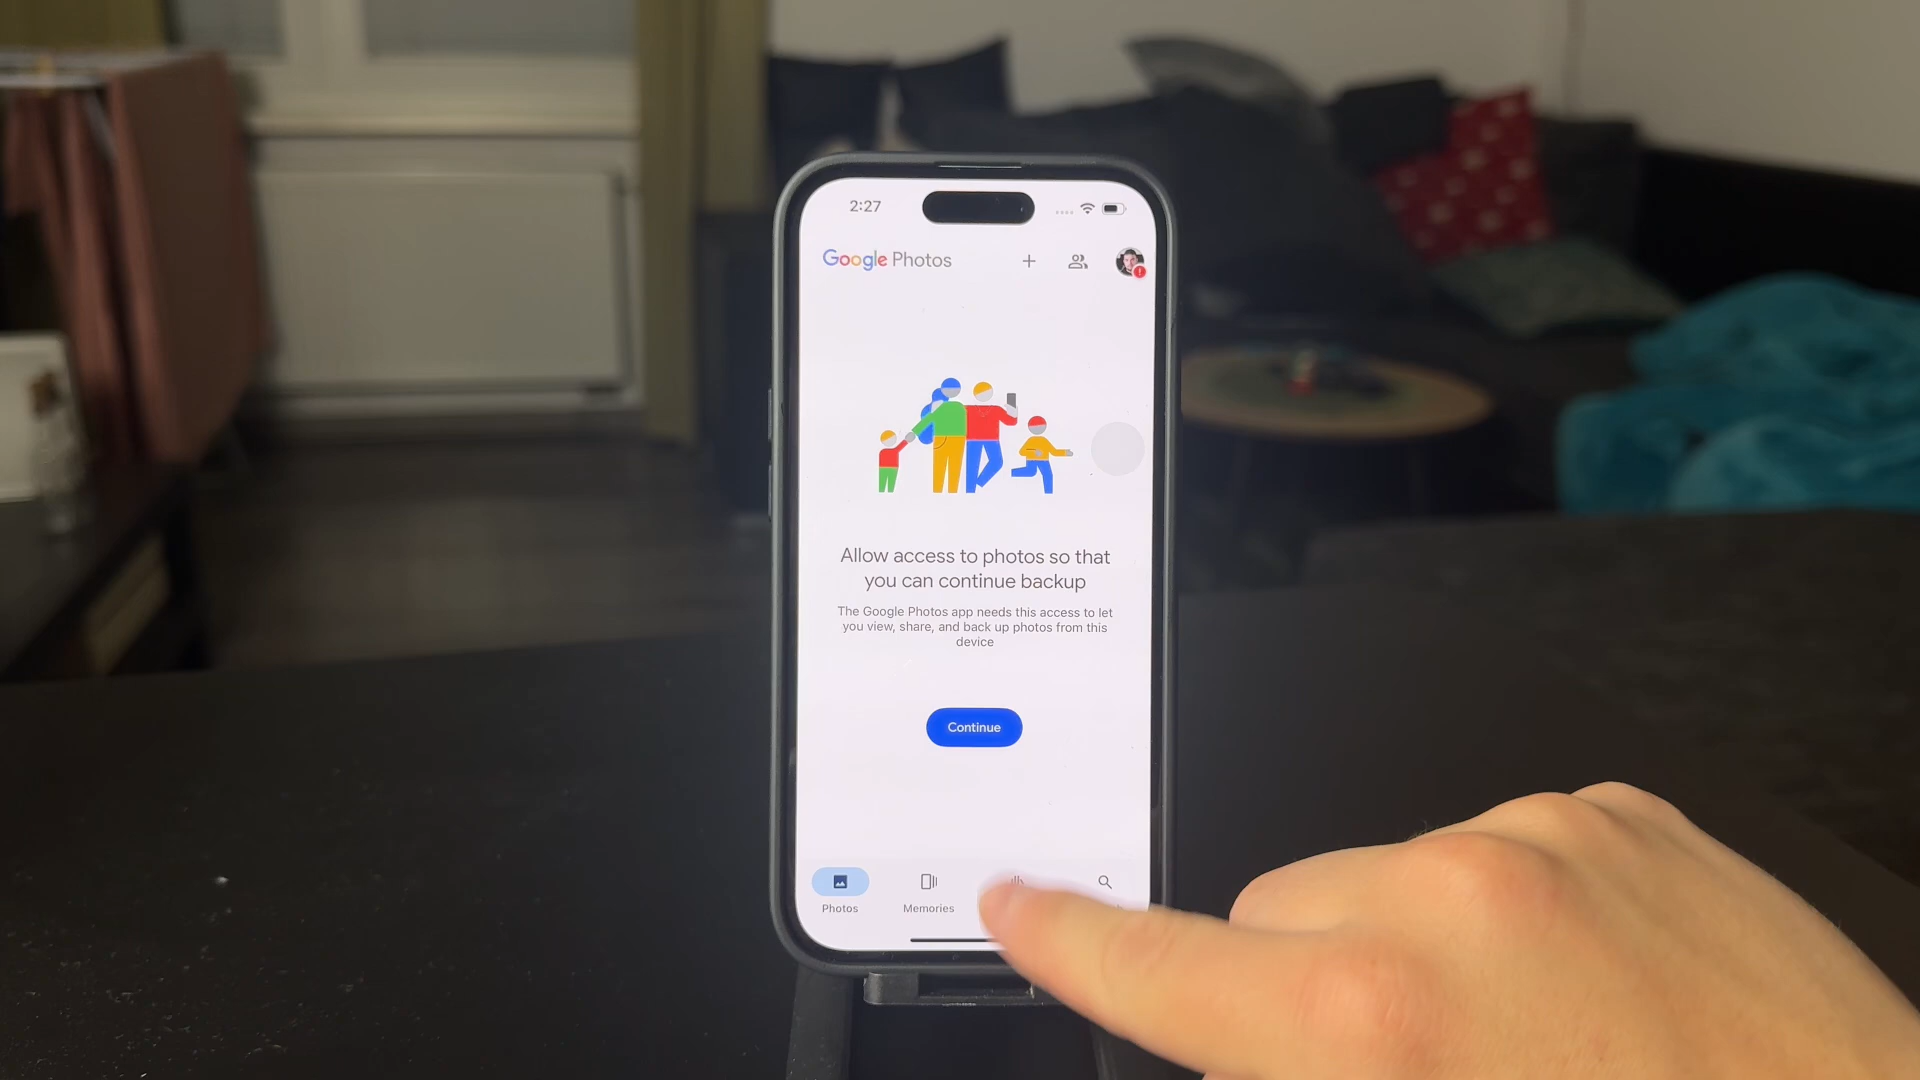 2:27
Google Photos
Allow access to photos so that
you can continue backup
The Google Photos app needs this access to let
you view, share, and back up photos from this
device
Continue
Photos
Memories